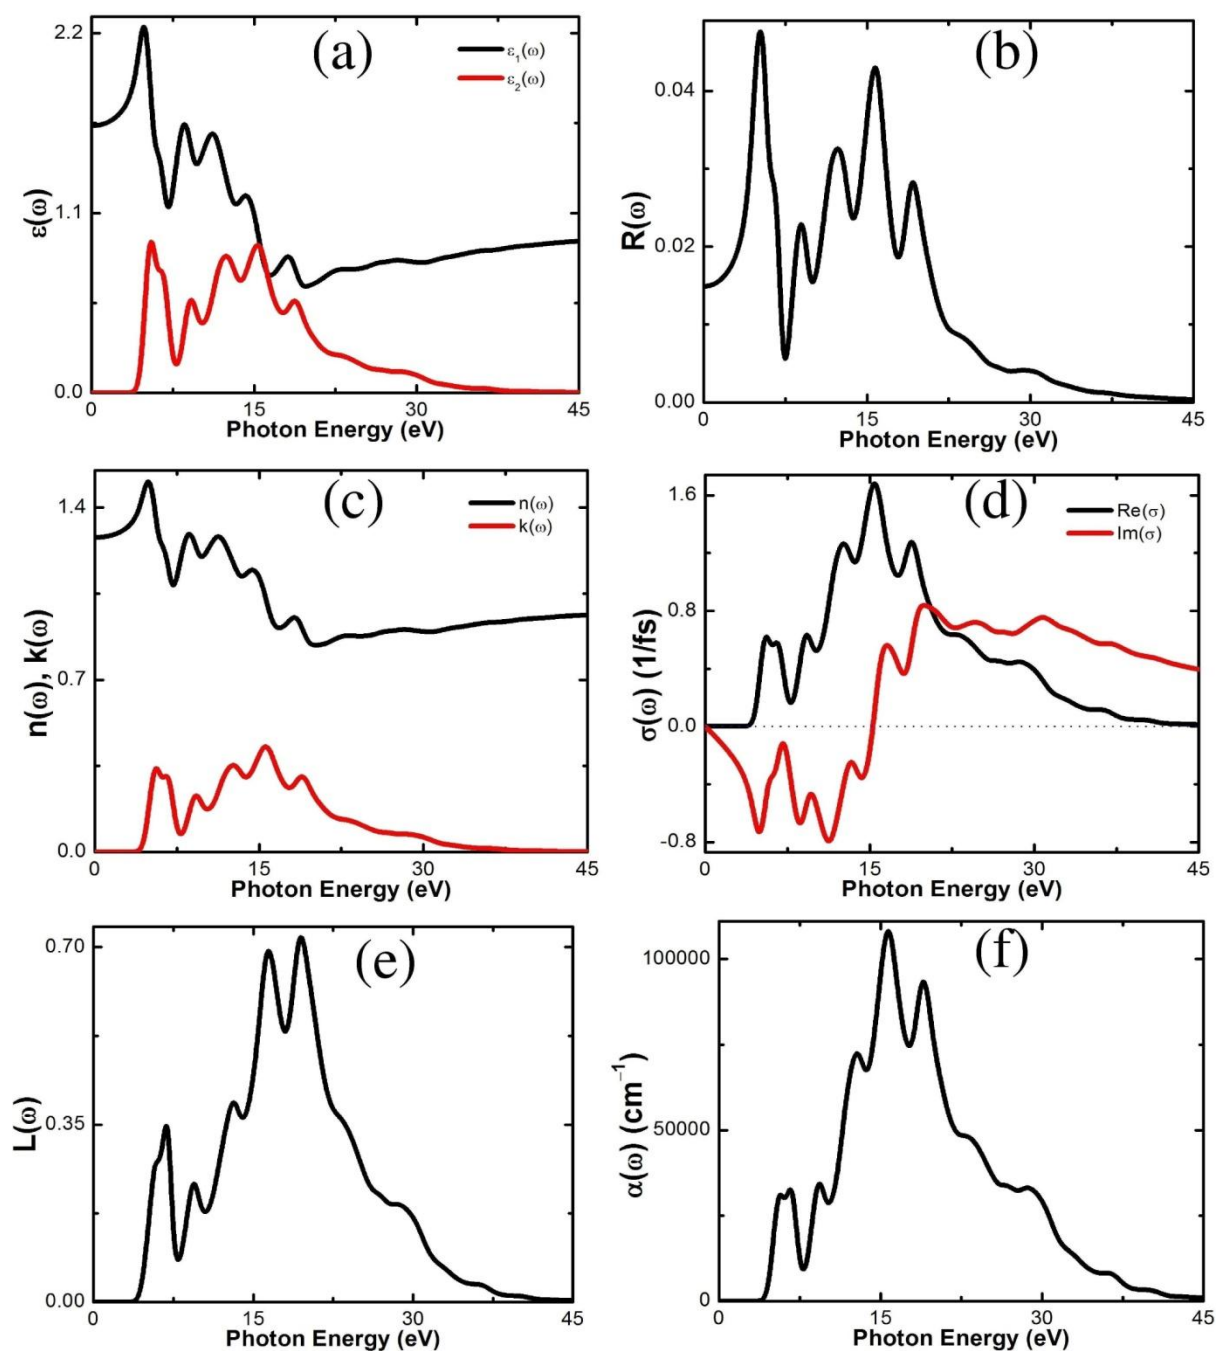 (a)
ε₁(ω)
ε₂(ω)
2.2
1.1
0.0
ε(ω)
0 15 30 45
Photon Energy (eV)
(b)
0.04
0.02
0.00
R(ω)
0 15 30 45
Photon Energy (eV)
(c)
n(ω)
k(ω)
1.4
0.7
0.0
n(ω), k(ω)
0 15 30 45
Photon Energy (eV)
(d)
Re(σ)
Im(σ)
1.6
0.8
0.0
-0.8
σ(ω) (1/fs)
0 15 30 45
Photon Energy (eV)
(e)
0.70
0.35
0.00
L(ω)
0 15 30 45
Photon Energy (eV)
(f)
100000
50000
0
α(ω) (cm⁻¹)
0 15 30 45
Photon Energy (eV)